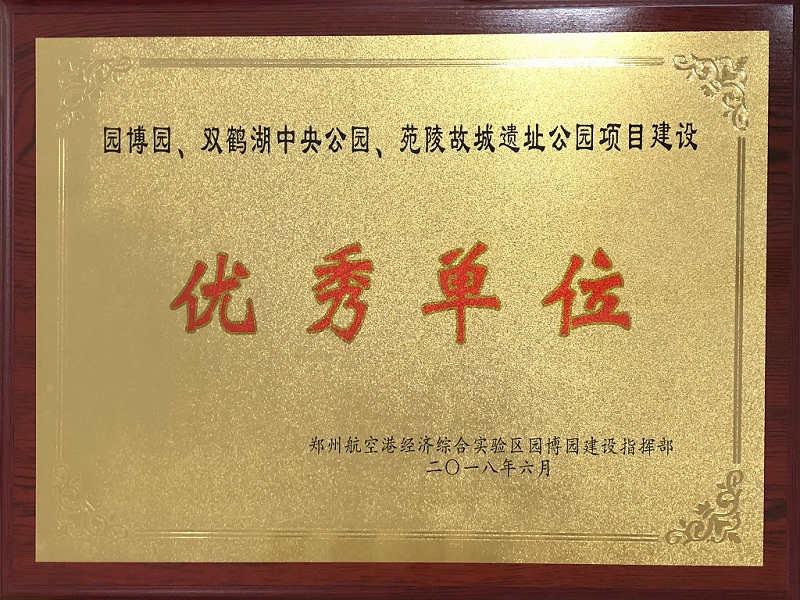 园博园、双鹤湖中央公园、苑陵故城遗址公园项目建设
优秀单位
郑州航空港经济综合实验区园博园建设指挥部
二〇一八年六月